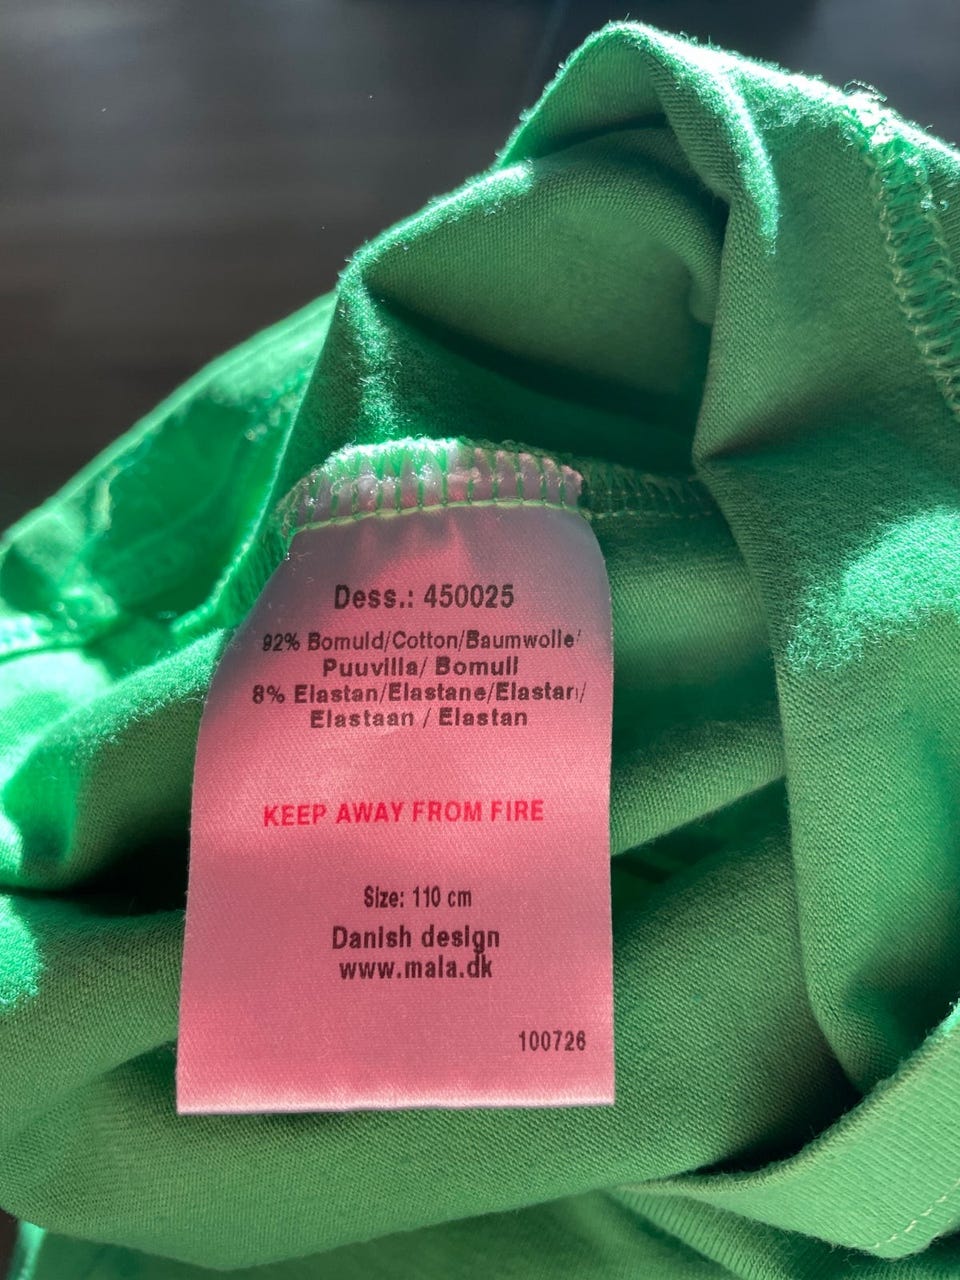 Dess.: 450025
92% Bomuld/Cotton/Baumwolle/
Puuvilla/ Bomull
8% Elastan/Elastane/Elastan/
Elastaan / Elastan
KEEP AWAY FROM FIRE
Size: 110 cm
Danish design
www.mala.dk
100726